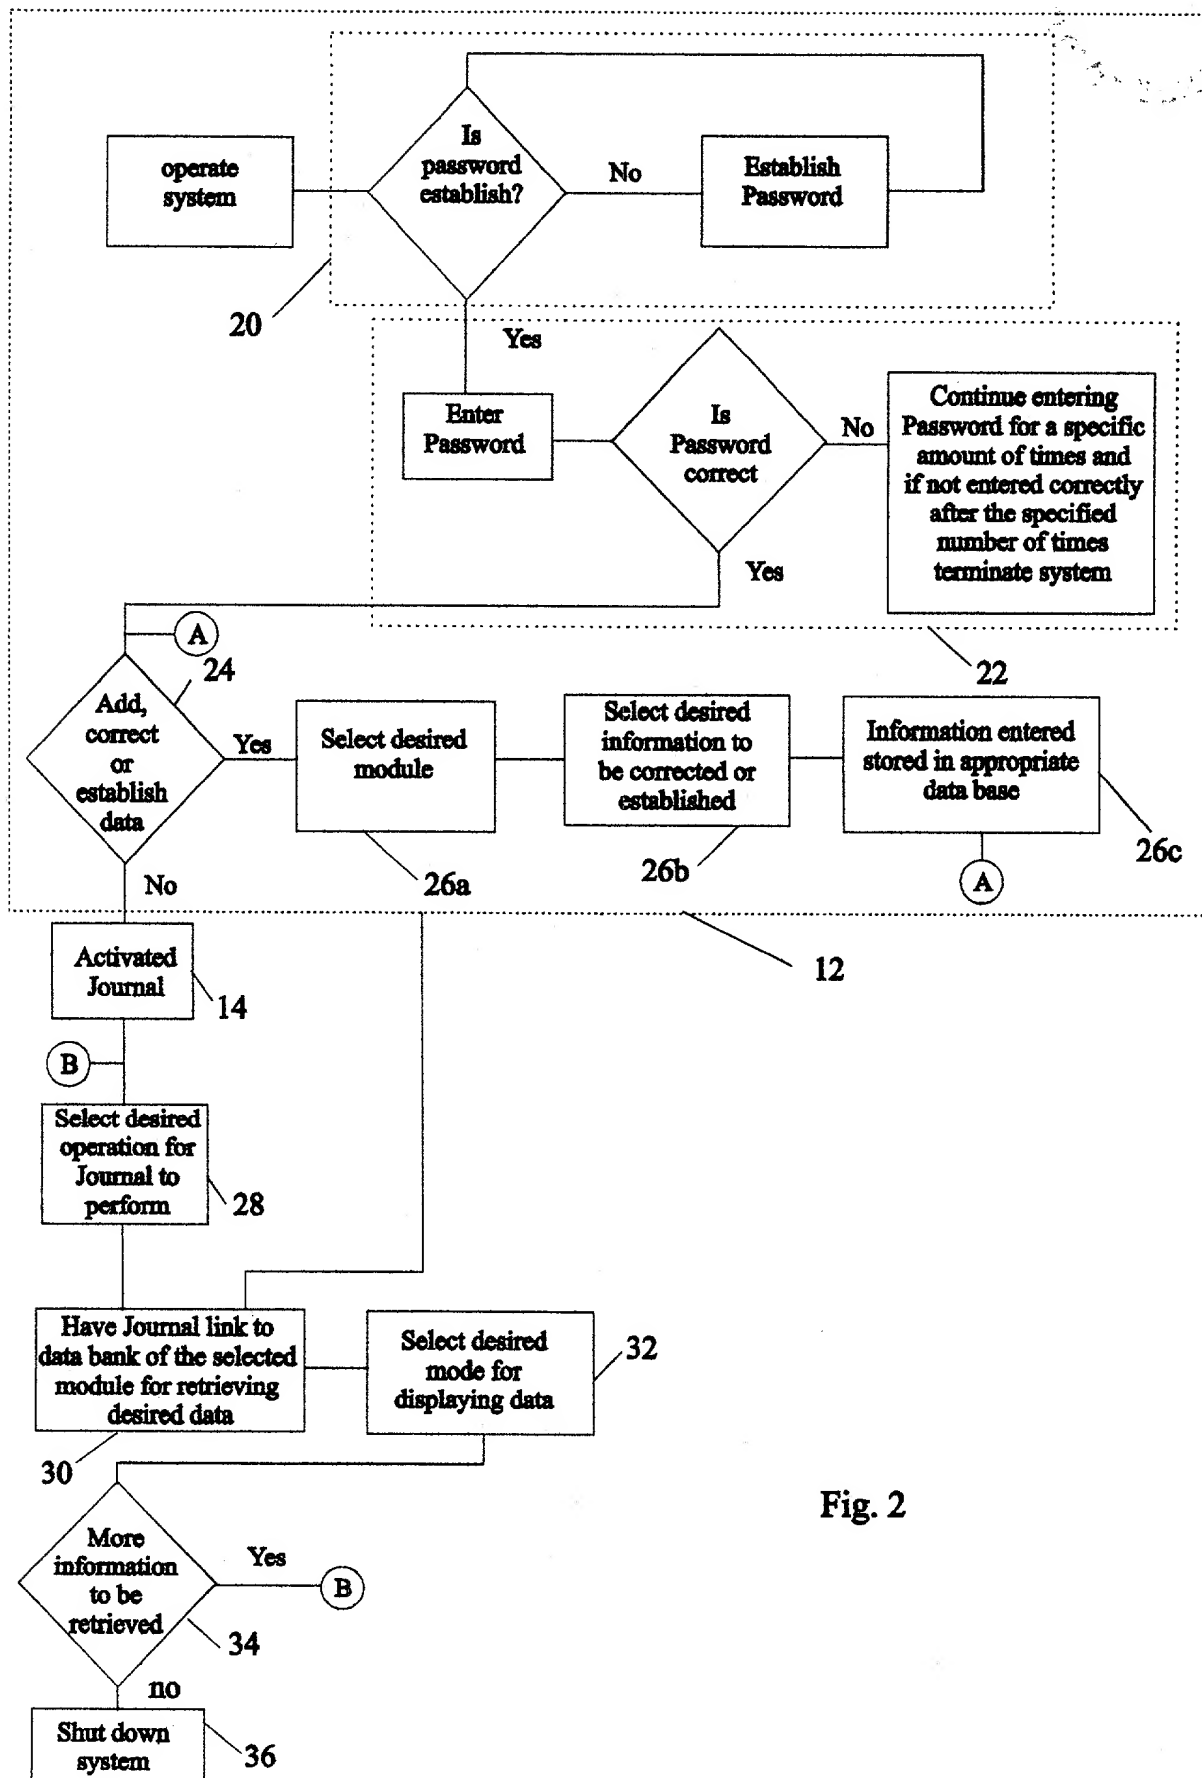 operate
system
Is
password
establish?
No
Establish
Password
20
Yes
Enter
Password
Is
Password
correct
No
Continue entering
Password for a specific
amount of times and
if not entered correctly
after the specified
number of times
terminate system
Yes
A
24
22
Add,
correct
or
establish
data
Yes
Select desired
module
Select desired
information to
be corrected or
established
Information entered
stored in appropriate
data base
26a
26b
26c
A
No
12
Activated
Journal
14
B
Select desired
operation for
Journal to
perform
28
Have Journal link to
data bank of the selected
module for retrieving
desired data
30
Select desired
mode for
displaying data
32
More
information
to be
retrieved
Yes
B
34
no
Shut down
system
36
Fig. 2